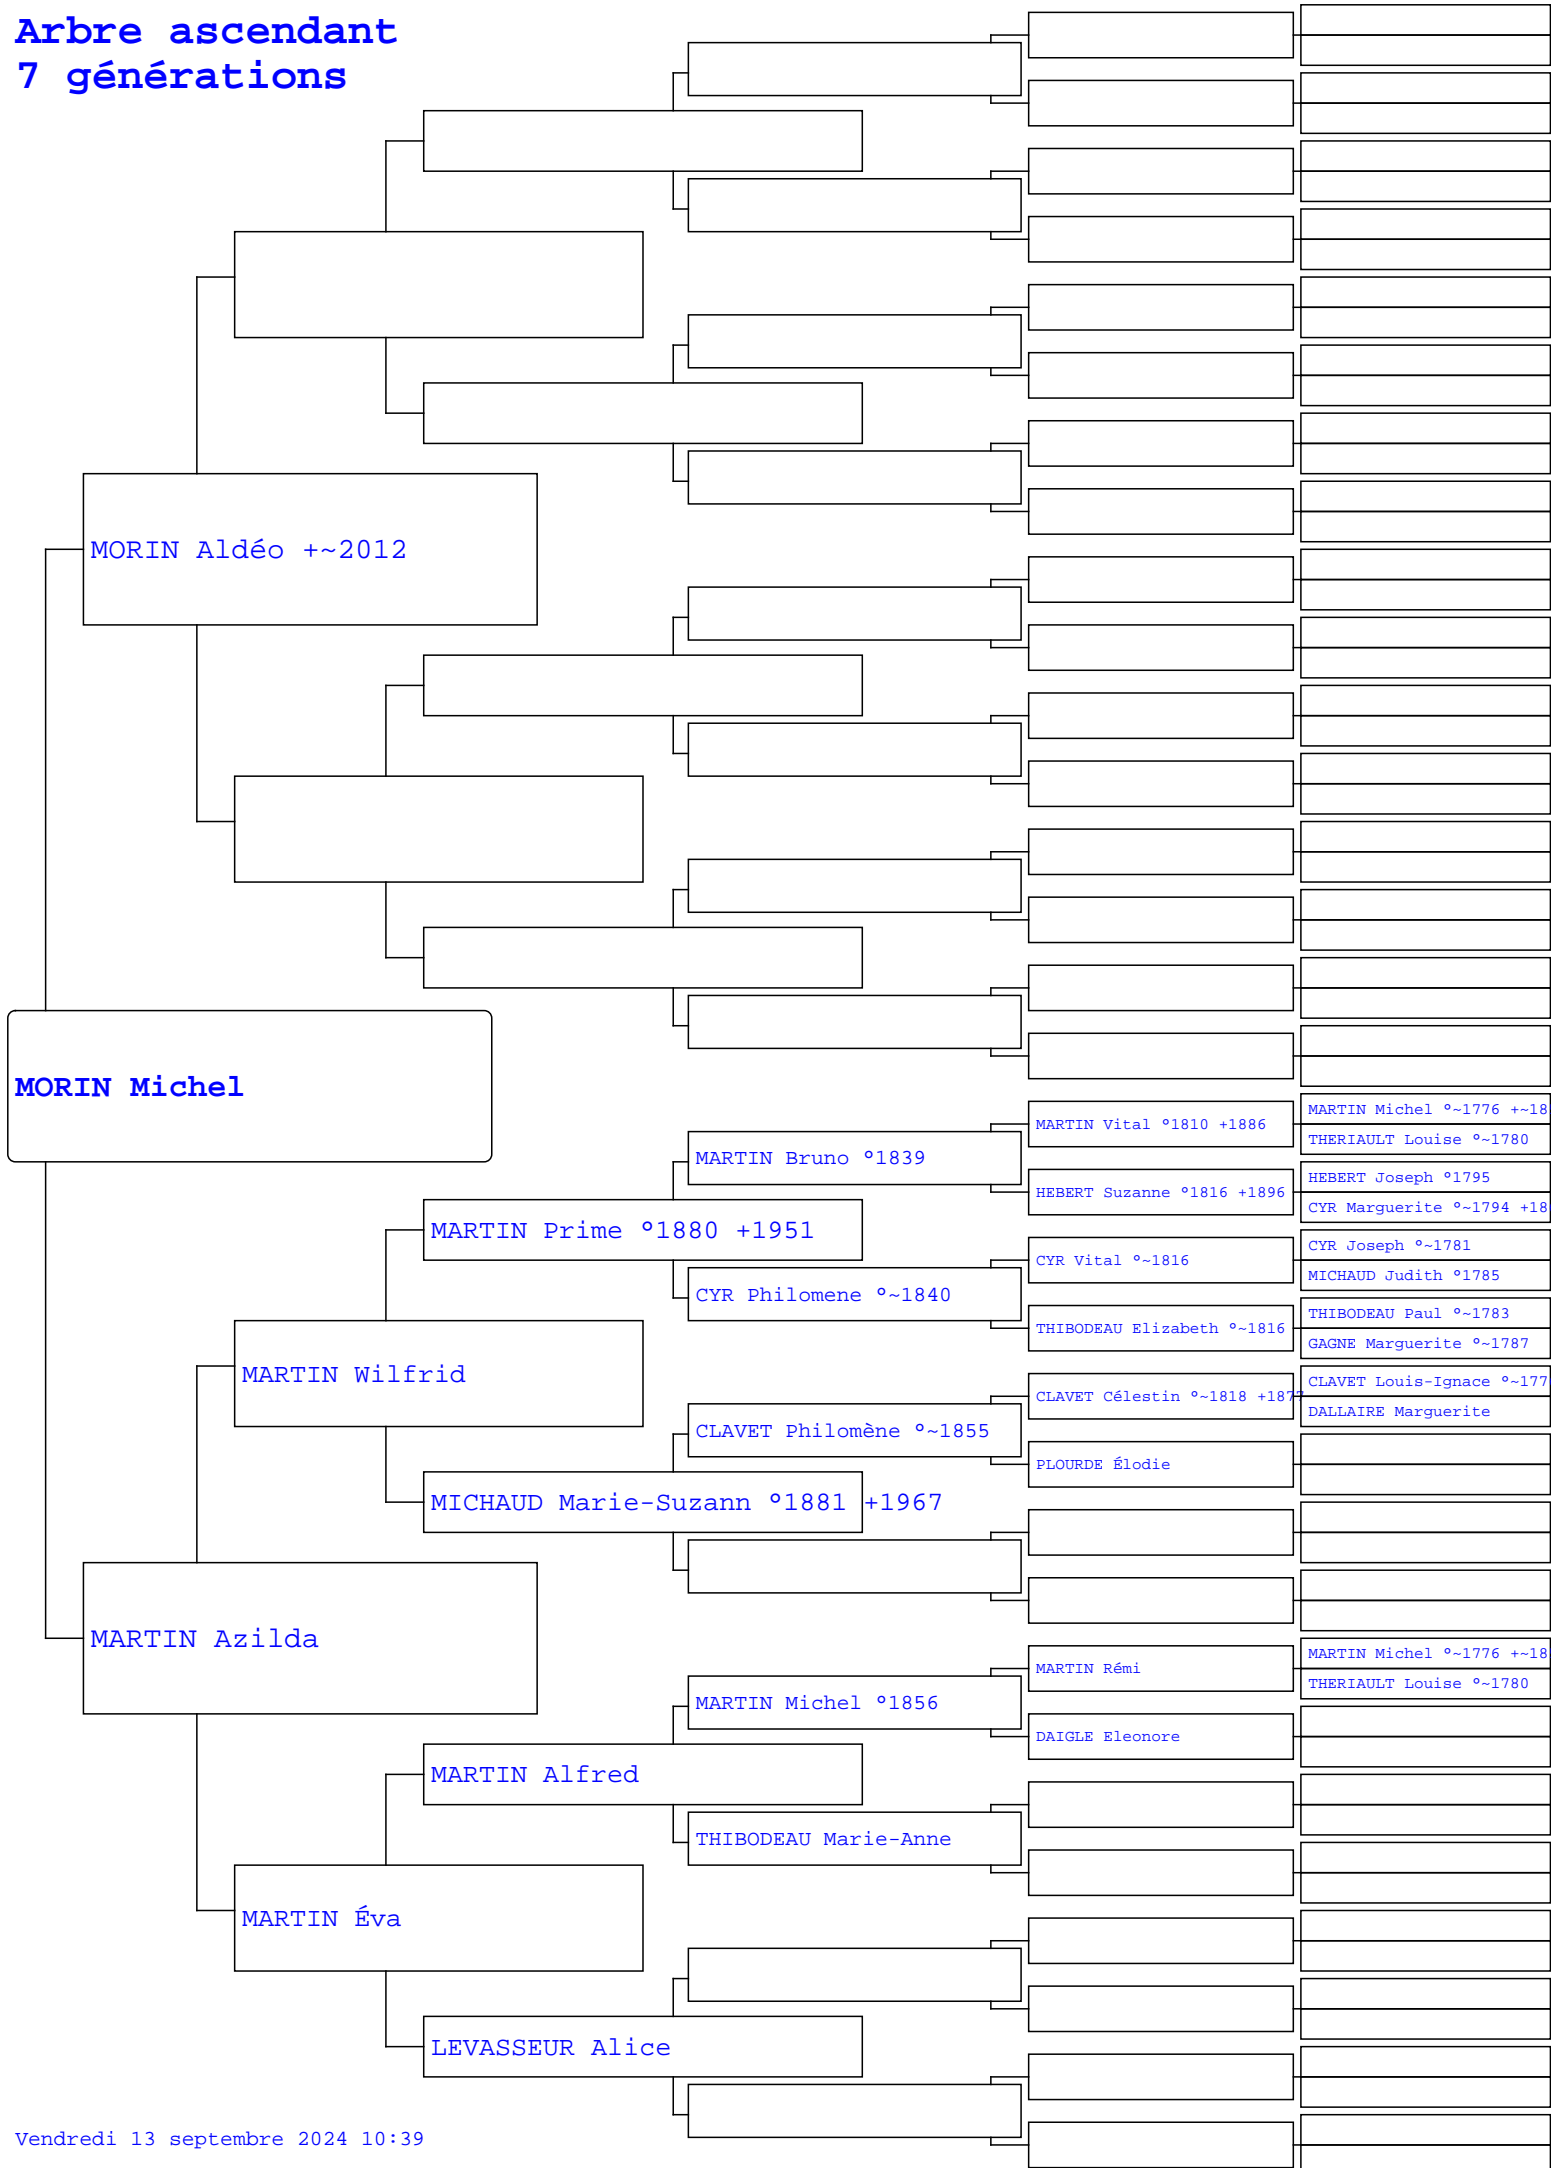 Arbre ascendant
7 générations
MORIN Aldéo +~2012
MORIN Michel
MARTIN Michel °~1776 +~18
MARTIN Vital °1810 +1886
THERIAULT Louise °~1780
MARTIN Bruno °1839
HEBERT Joseph °1795
HEBERT Suzanne °1816 +1896
CYR Marguerite °~1794 +18
MARTIN Prime °1880 +1951
CYR Joseph °~1781
CYR Vital °~1816
MICHAUD Judith °1785
CYR Philomene °~1840
THIBODEAU Paul °~1783
THIBODEAU Elizabeth °~1816
GAGNE Marguerite °~1787
MARTIN Wilfrid
CLAVET Louis-Ignace °~177
CLAVET Célestin °~1818 +1877
DALLAIRE Marguerite
CLAVET Philomène °~1855
PLOURDE Élodie
MICHAUD Marie-Suzann °1881 +1967
MARTIN Azilda
MARTIN Michel °~1776 +~18
MARTIN Rémi
THERIAULT Louise °~1780
MARTIN Michel °1856
DAIGLE Eleonore
MARTIN Alfred
THIBODEAU Marie-Anne
MARTIN Éva
LEVASSEUR Alice
Vendredi 13 septembre 2024 10:39